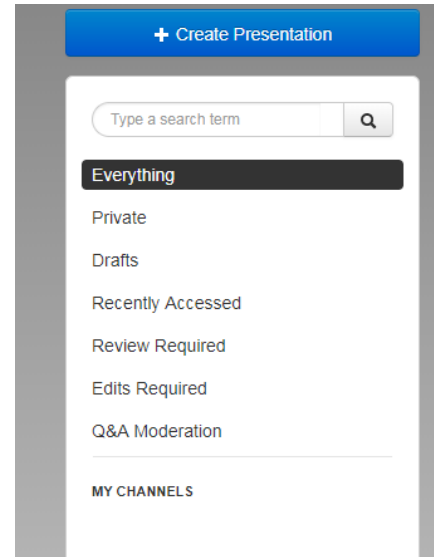 + Create Presentation
Type a search term
Everything
Private
Drafts
Recently Accessed
Review Required
Edits Required
Q&A Moderation
MY CHANNELS